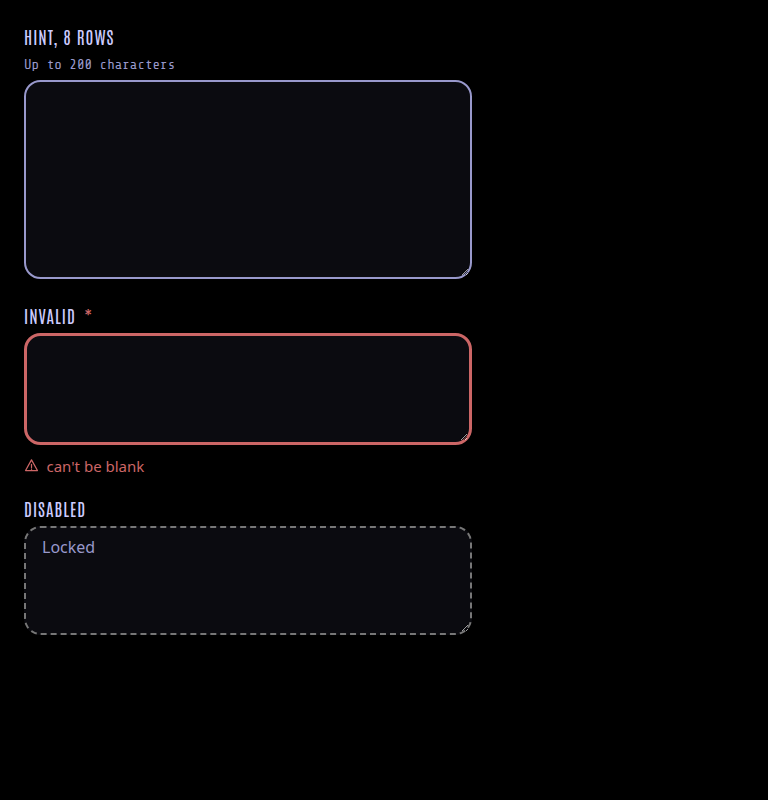 HINT, 8 ROWS
Up to 200 characters
INVALID *
can't be blank
DISABLED
Locked